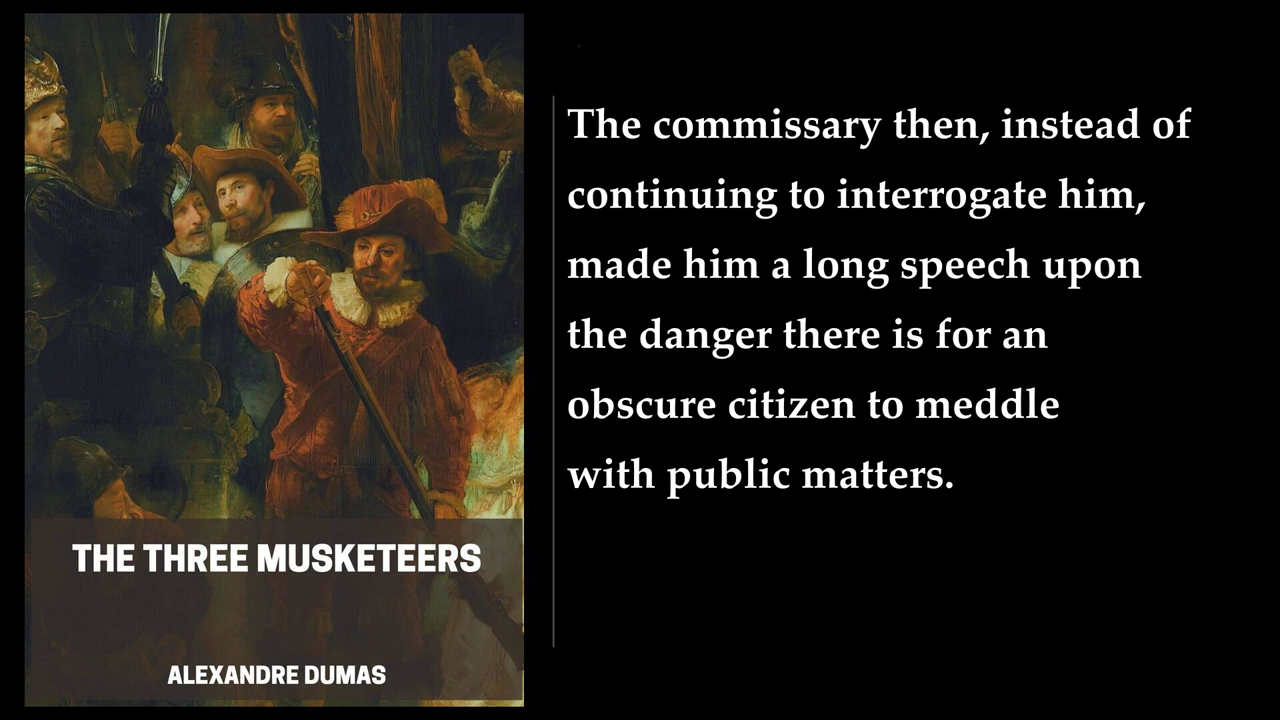 THE THREE MUSKETEERS
ALEXANDRE DUMAS
The commissary then, instead of
continuing to interrogate him,
made him a long speech upon
the danger there is for an
obscure citizen to meddle
with public matters.